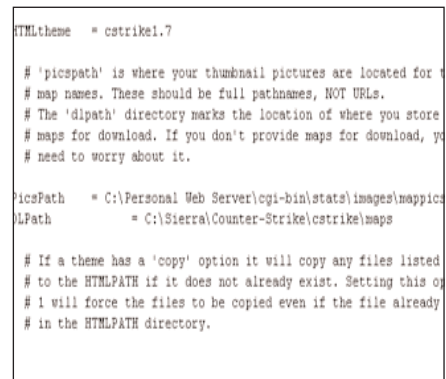 HTMLtheme = cstrike1.7
# 'picspath' is where your thumbnail pictures are located for t
# map names. These should be full pathnames, NOT URLs.
# The 'dlpath' directory marks the location of where you store
# maps for download. If you don't provide maps for download, yo
# need to worry about it.
PicsPath = C:\Personal Web Server\cgi-bin\stats\images\mappics
DLPath = C:\Sierra\Counter-Strike\cstrike\maps
# If a theme has a 'copy' option it will copy any files listed
# to the HTMLPATH if it does not already exist. Setting this op
# 1 will force the files to be copied even if the file already
# in the HTMLPATH directory.